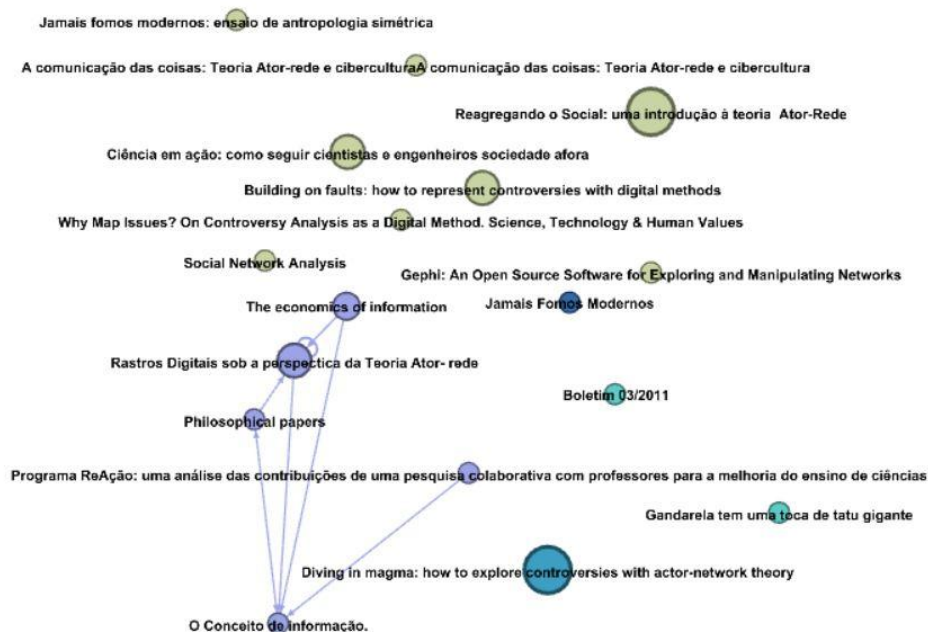 Jamais fomos modernos: ensaio de antropologia simétrica
A comunicação das coisas: Teoria Ator-rede e ciberculturaA comunicação das coisas: Teoria Ator-rede e cibercultura
Reagregando o Social: uma introdução à teoria Ator-Rede
Ciência em ação: como seguir cientistas e engenheiros sociedade afora
Building on faults: how to represent controversies with digital methods
Why Map Issues? On Controversy Analysis as a Digital Method. Science, Technology & Human Values
Social Network Analysis
Gephi: An Open Source Software for Exploring and Manipulating Networks
The economics of information
Jamais Fomos Modernos
Rastros Digitais sob a perspectica da Teoria Ator- rede
Boletim 03/2011
Philosophical papers
Programa ReAção: uma análise das contribuições de uma pesquisa colaborativa com professores para a melhoria do ensino de ciências
Gandarela tem uma toca de tatu gigante
Diving in magma: how to explore controversies with actor-network theory
O Conceito de informação.